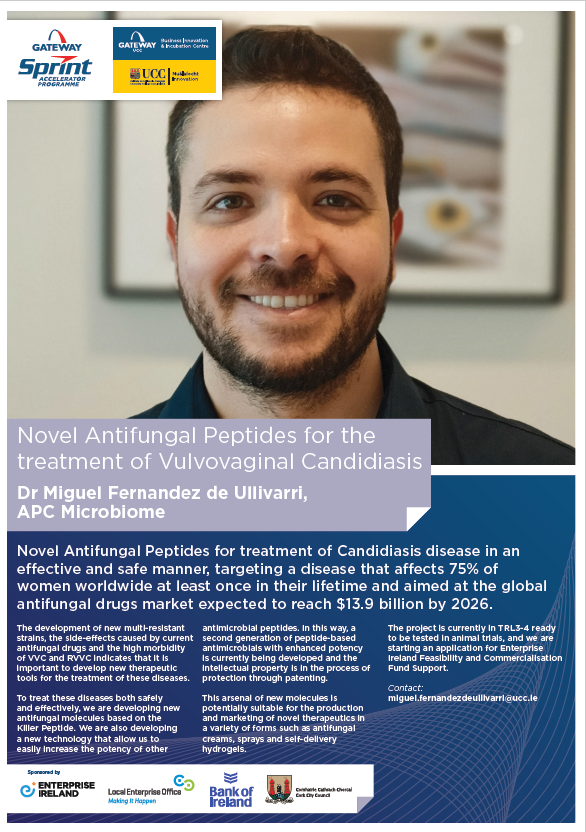 GATEWAY
Sprint
ACCELERATOR
PROGRAMME
GATEWAY
UCC
Business Innovation
& Incubation Centre
UCC
Nuálaíocht
Innovation
Novel Antifungal Peptides for the
treatment of Vulvovaginal Candidiasis
Dr Miguel Fernandez de Ullivarri,
APC Microbiome
Novel Antifungal Peptides for treatment of Candidiasis disease in an
effective and safe manner, targeting a disease that affects 75% of
women worldwide at least once in their lifetime and aimed at the global
antifungal drugs market expected to reach $13.9 billion by 2026.
The development of new multi-resistant
strains, the side-effects caused by current
antifungal drugs and the high morbidity
of VVC and RVVC indicates that it is
important to develop new therapeutic
tools for the treatment of these diseases.
To treat these diseases both safely
and effectively, we are developing new
antifungal molecules based on the
Killer Peptide. We are also developing
a new technology that allow us to
easily increase the potency of other
antimicrobial peptides. In this way, a
second generation of peptide-based
antimicrobials with enhanced potency
is currently being developed and the
intellectual property is in the process of
protection through patenting.
This arsenal of new molecules is
potentially suitable for the production
and marketing of novel therapeutics in
a variety of forms such as antifungal
creams, sprays and self-delivery
hydrogels.
The project is currently in TRL3-4 ready
to be tested in animal trials, and we are
starting an application for Enterprise
Ireland Feasibility and Commercialisation
Fund Support.
Contact:
miguel.fernandezdeullivarri@ucc.ie
Sponsored by
ENTERPRISE
IRELAND
Local Enterprise Office
Making It Happen
Bank of
Ireland
Comhairle Cathrach Chorcaí
Cork City Council